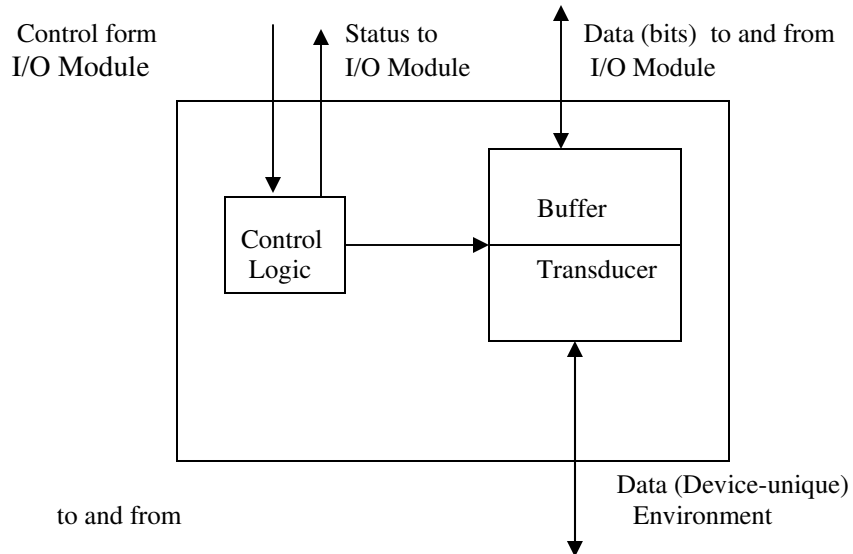 Control form
I/O Module
Status to
I/O Module
Data (bits) to and from
I/O Module
Control
Logic
Buffer
Transducer
Data (Device-unique)
to and from
Environment